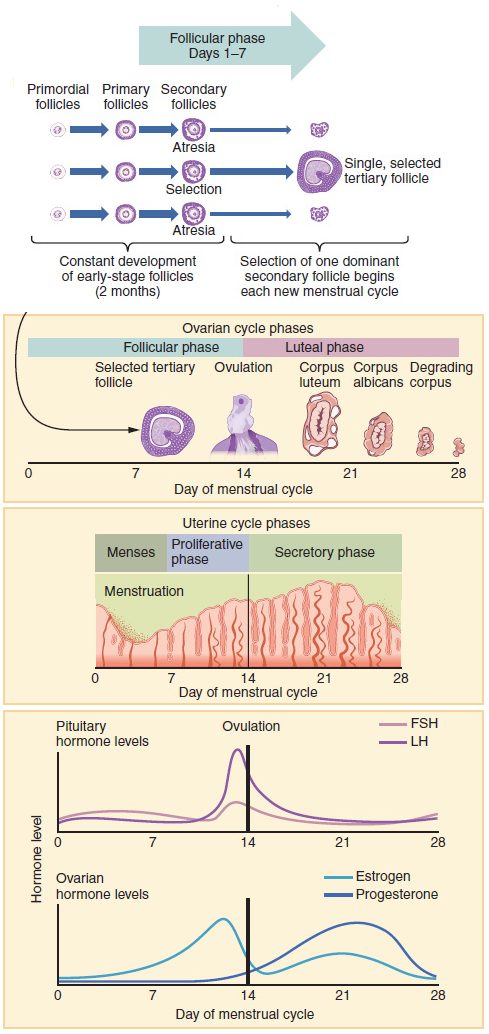 Follicular phase
Days 1–7
Primordial
follicles
Primary
follicles
Secondary
follicles
Atresia
Selection
Atresia
Single, selected
tertiary follicle
Constant development
of early-stage follicles
(2 months)
Selection of one dominant
secondary follicle begins
each new menstrual cycle
Ovarian cycle phases
Follicular phase
Luteal phase
Selected tertiary
follicle
Ovulation
Corpus
luteum
Corpus
albicans
Degrading
corpus
0 7 14 21 28
Day of menstrual cycle
Uterine cycle phases
Menses
Proliferative
phase
Secretory phase
Menstruation
0 7 14 21 28
Day of menstrual cycle
Hormone level
Pituitary
hormone levels
Ovulation
FSH
LH
0 7 14 21 28
Ovarian
hormone levels
Estrogen
Progesterone
0 7 14 21 28
Day of menstrual cycle